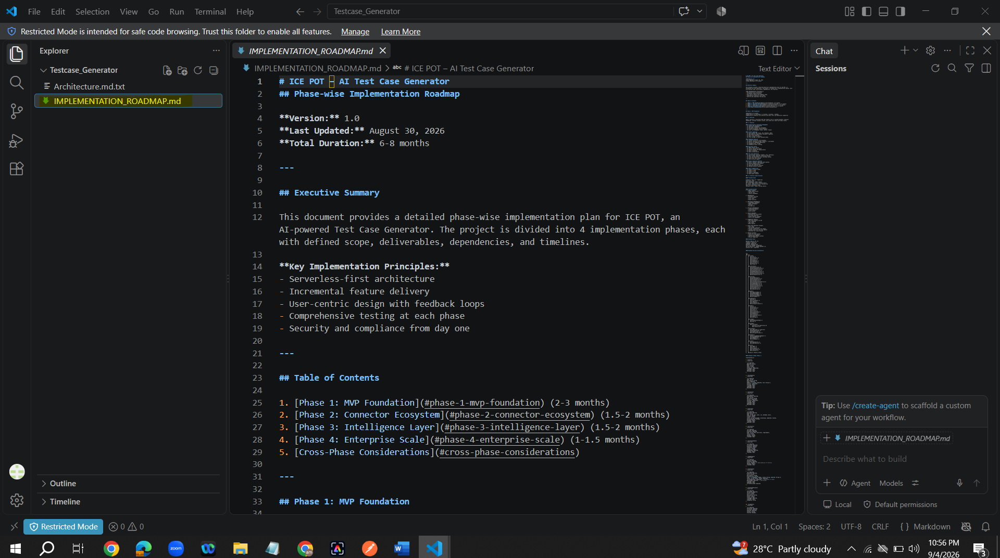 File Edit Selection View Go Run Terminal Help
Testcase_Generator
Restricted Mode is intended for safe code browsing. Trust this folder to enable all features. Manage Learn More
Explorer
Testcase_Generator
Architecture.md.txt
IMPLEMENTATION_ROADMAP.md
Outline
Timeline
IMPLEMENTATION_ROADMAP.md
IMPLEMENTATION_ROADMAP.md > abc # ICE POT – AI Test Case Generator
Text Editor
1 # ICE POT – AI Test Case Generator
2 ## Phase-wise Implementation Roadmap
3
4 **Version:** 1.0
5 **Last Updated:** August 30, 2026
6 **Total Duration:** 6-8 months
7
8 ---
9
10 ## Executive Summary
11
12 This document provides a detailed phase-wise implementation plan for ICE POT, an
AI-powered Test Case Generator. The project is divided into 4 implementation phases, each
with defined scope, deliverables, dependencies, and timelines.
13
14 **Key Implementation Principles:**
15 - Serverless-first architecture
16 - Incremental feature delivery
17 - User-centric design with feedback loops
18 - Comprehensive testing at each phase
19 - Security and compliance from day one
20
21 ---
22
23 ## Table of Contents
24
25 1. [Phase 1: MVP Foundation](#phase-1-mvp-foundation) (2-3 months)
26 2. [Phase 2: Connector Ecosystem](#phase-2-connector-ecosystem) (1.5-2 months)
27 3. [Phase 3: Intelligence Layer](#phase-3-intelligence-layer) (1.5-2 months)
28 4. [Phase 4: Enterprise Scale](#phase-4-enterprise-scale) (1-1.5 months)
29 5. [Cross-Phase Considerations](#cross-phase-considerations)
30
31 ---
32
33 ## Phase 1: MVP Foundation
34
Chat
Sessions
Tip: Use /create-agent to scaffold a custom
agent for your workflow.
IMPLEMENTATION_ROADMAP.md
Describe what to build
Agent Models
Local Default permissions
Restricted Mode 0 0
Ln 1, Col 1 Spaces: 2 UTF-8 CRLF { } Markdown
zoom
am
W
7
28°C Partly cloudy
10:56 PM
9/4/2026
3